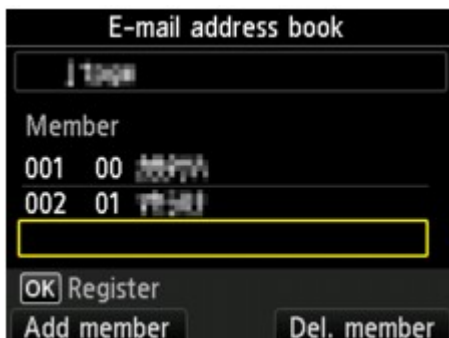 E-mail address book
Member
001 00
002 01
OK Register
Add member Del. member